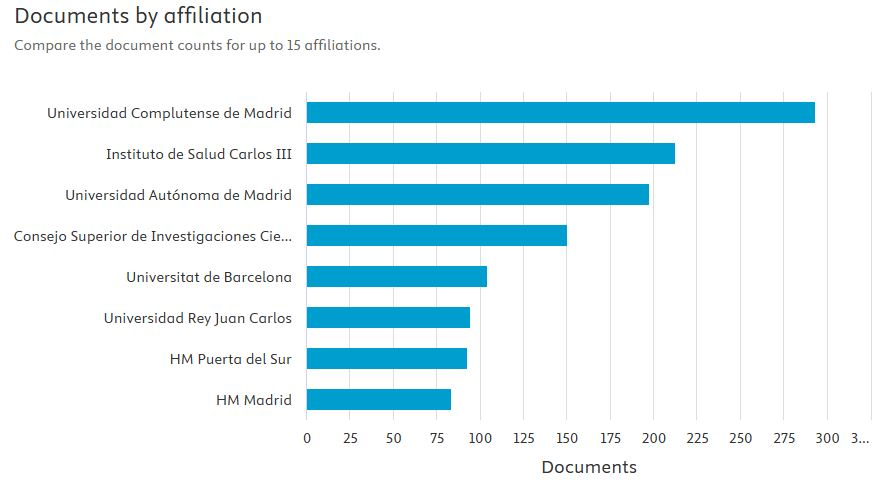 Documents by affiliation
Compare the document counts for up to 15 affiliations.
Universidad Complutense de Madrid
Instituto de Salud Carlos III
Universidad Autónoma de Madrid
Consejo Superior de Investigaciones Cie...
Universitat de Barcelona
Universidad Rey Juan Carlos
HM Puerta del Sur
HM Madrid
0 25 50 75 100 125 150 175 200 225 250 275 300 3...
Documents